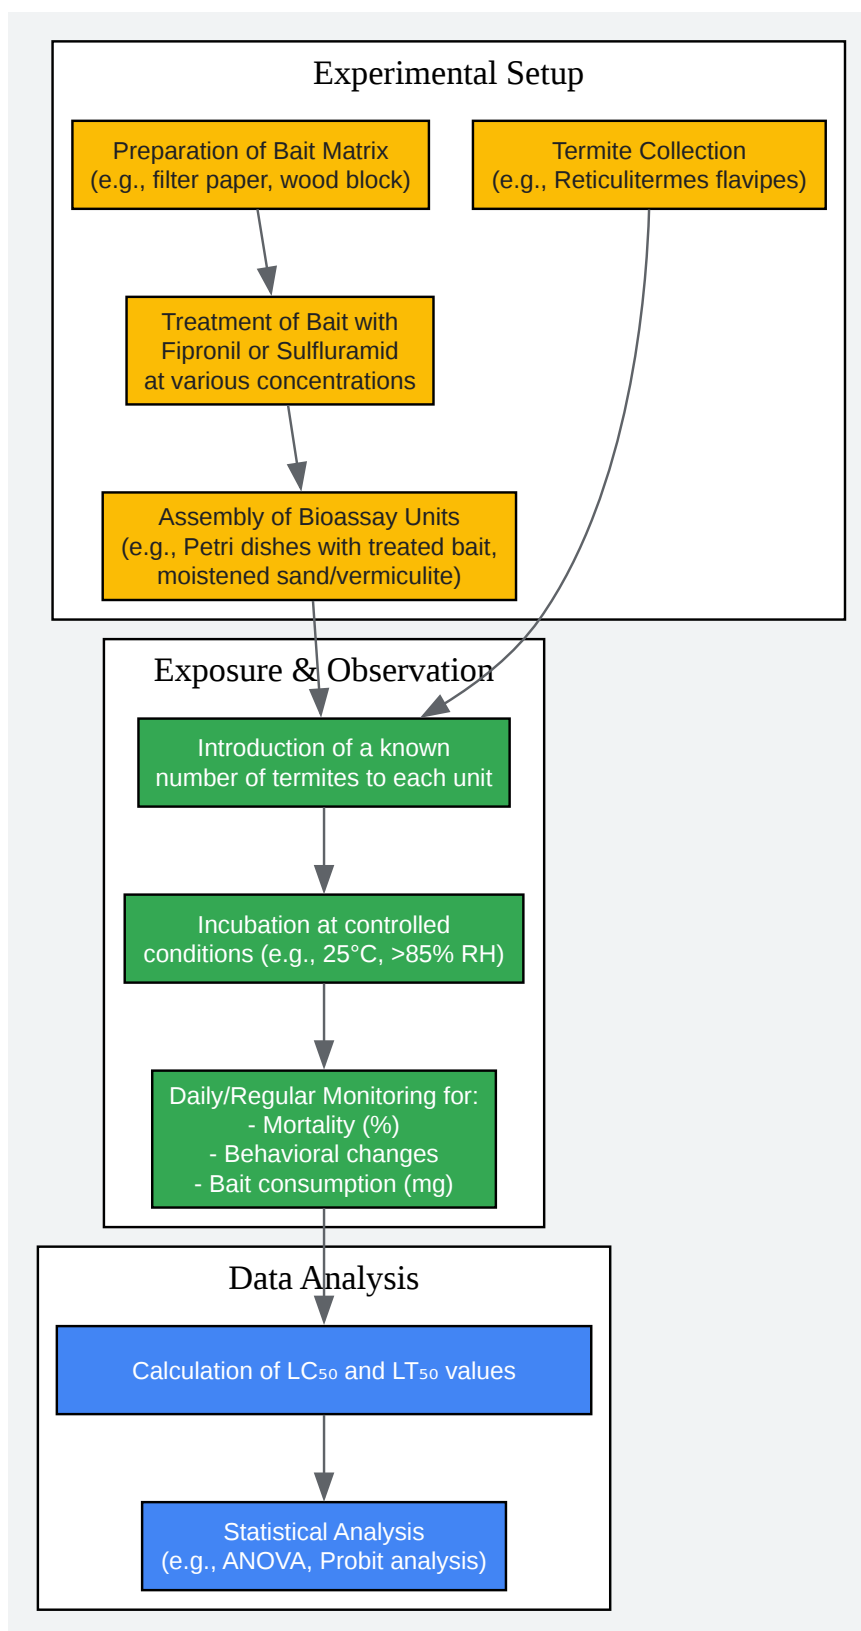 Experimental Setup
Preparation of Bait Matrix
(e.g., filter paper, wood block)
Termite Collection
(e.g., Reticulitermes flavipes)
Treatment of Bait with
Fipronil or Sulfluramid
at various concentrations
Assembly of Bioassay Units
(e.g., Petri dishes with treated bait,
moistened sand/vermiculite)
Exposure & Observation
Introduction of a known
number of termites to each unit
Incubation at controlled
conditions (e.g., 25°C, >85% RH)
Daily/Regular Monitoring for:
- Mortality (%)
- Behavioral changes
- Bait consumption (mg)
Data Analysis
Calculation of LC₅₀ and LT₅₀ values
Statistical Analysis
(e.g., ANOVA, Probit analysis)